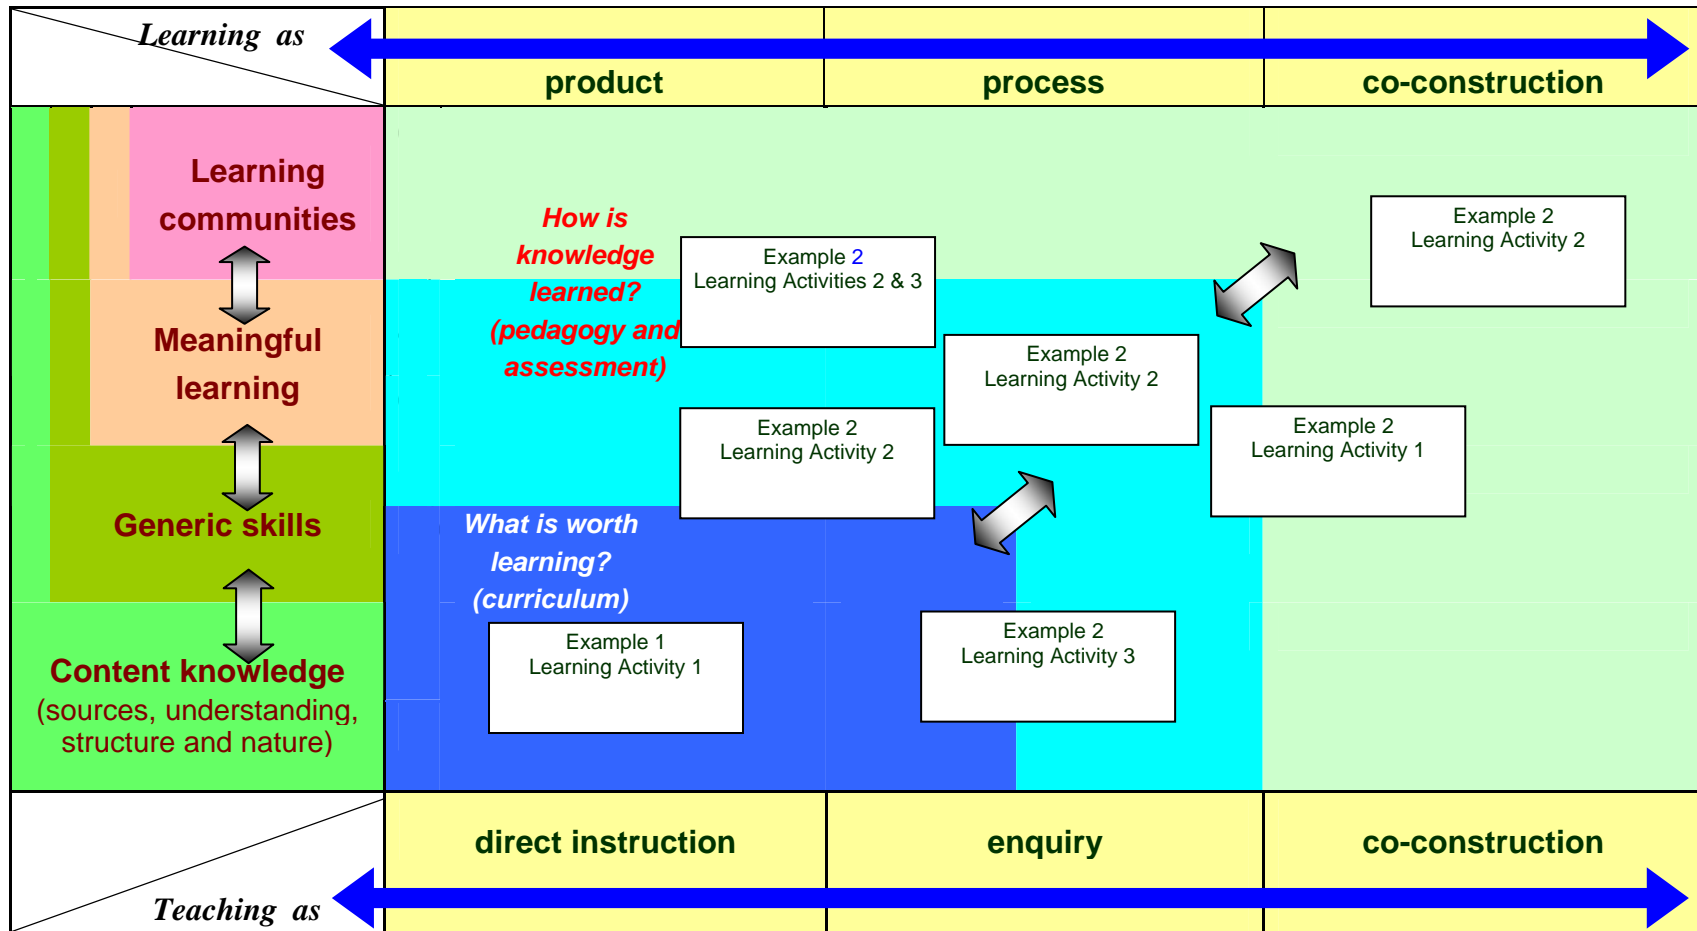 Learning as
product
process
co-construction
Learning
communities
Meaningful
learning
Generic skills
Content knowledge
(sources, understanding,
structure and nature)
How is
knowledge
learned?
(pedagogy and
assessment)
Example 2
Learning Activities 2 & 3
Example 2
Learning Activity 2
Example 2
Learning Activity 2
Example 2
Learning Activity 2
Example 2
Learning Activity 1
What is worth
learning?
(curriculum)
Example 1
Learning Activity 1
Example 2
Learning Activity 3
direct instruction
enquiry
co-construction
Teaching as